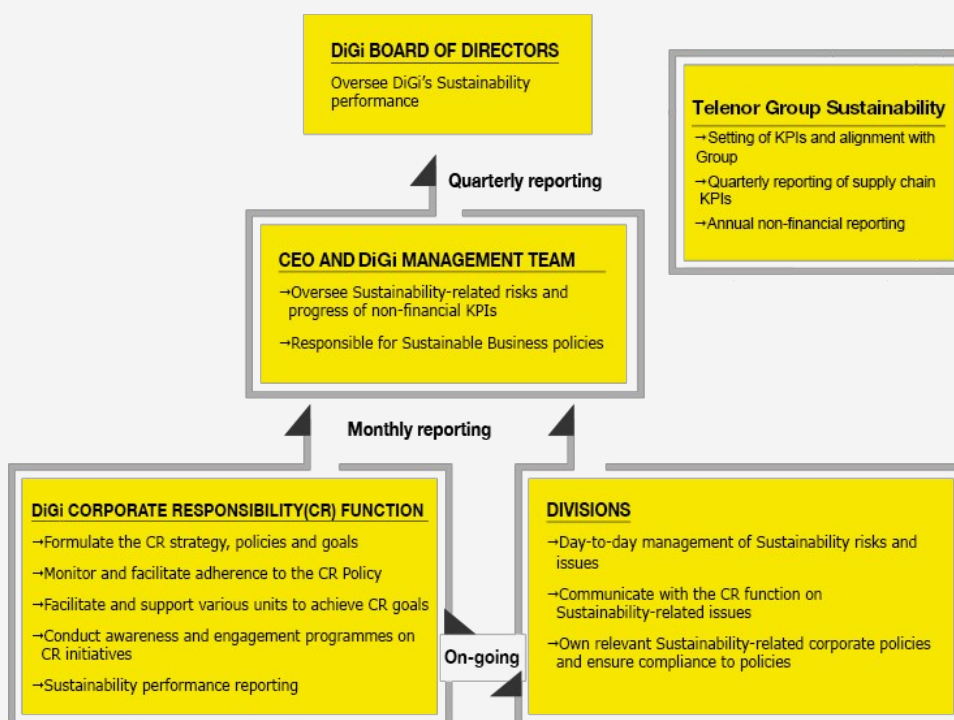 DiGi BOARD OF DIRECTORS
Oversee DiGi's Sustainability
performance
Telenor Group Sustainability
→Setting of KPIs and alignment with
Group
→Quarterly reporting of supply chain
KPIs
→Annual non-financial reporting
Quarterly reporting
CEO AND DiGi MANAGEMENT TEAM
→Oversee Sustainability-related risks and
progress of non-financial KPIs
→Responsible for Sustainable Business policies
Monthly reporting
DiGi CORPORATE RESPONSIBILITY(CR) FUNCTION
→Formulate the CR strategy, policies and goals
→Monitor and facilitate adherence to the CR Policy
→Facilitate and support various units to achieve CR goals
→Conduct awareness and engagement programmes on
CR initiatives
→Sustainability performance reporting
On-going
DIVISIONS
→Day-to-day management of Sustainability risks and
issues
→Communicate with the CR function on
Sustainability-related issues
→Own relevant Sustainability-related corporate policies
and ensure compliance to policies